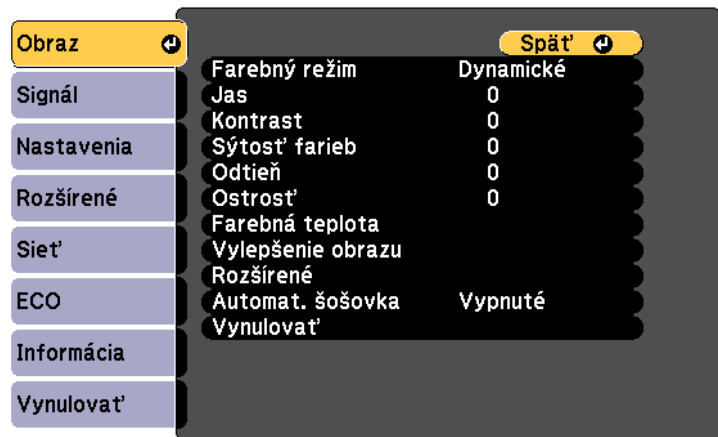 Obraz
Signál
Nastavenia
Rozšírené
Sieť
ECO
Informácia
Vynulovať
Späť
Farebný režim Dynamické
Jas 0
Kontrast 0
Sýtosť farieb 0
Odtieň 0
Ostrosť 0
Farebná teplota
Vylepšenie obrazu
Rozšírené
Automat. šošovka Vypnuté
Vynulovať